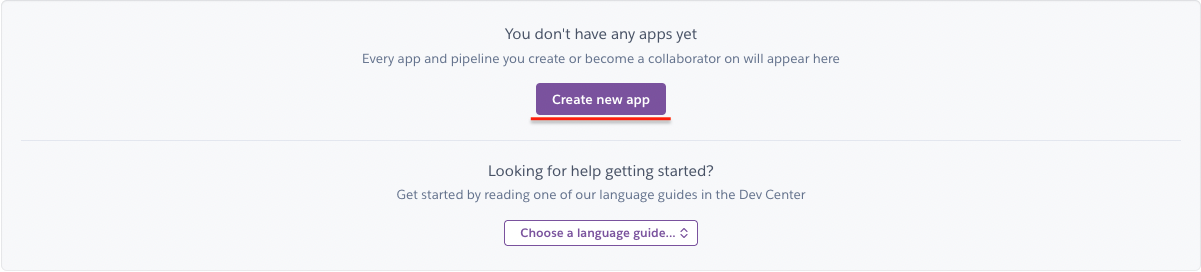 You don't have any apps yet
Every app and pipeline you create or become a collaborator on will appear here
Create new app
Looking for help getting started?
Get started by reading one of our language guides in the Dev Center
Choose a language guide...